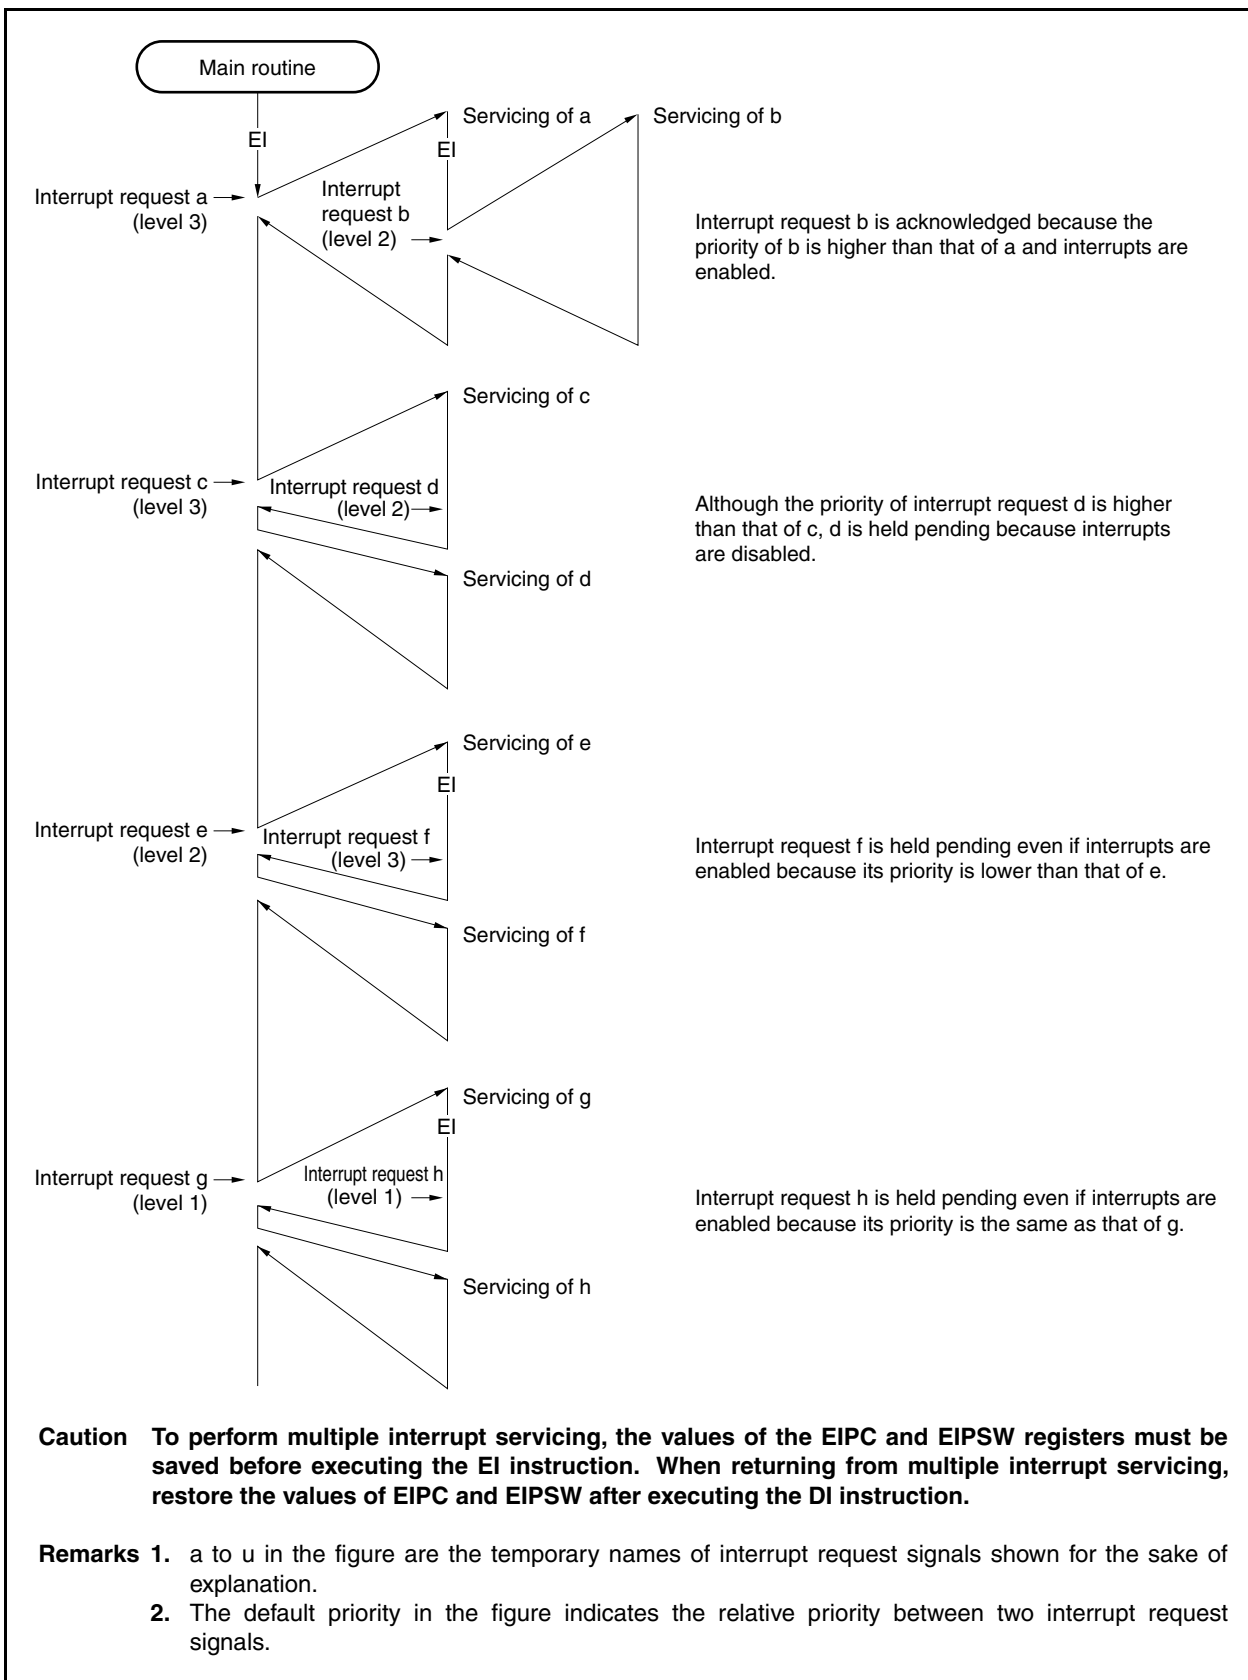 Main routine
EI
Servicing of a
EI
Servicing of b
Interrupt request a
(level 3)
Interrupt
request b
(level 2)
Interrupt request b is acknowledged because the
priority of b is higher than that of a and interrupts are
enabled.
Servicing of c
Interrupt request c
(level 3)
Interrupt request d
(level 2)
Although the priority of interrupt request d is higher
than that of c, d is held pending because interrupts
are disabled.
Servicing of d
Servicing of e
EI
Interrupt request e
(level 2)
Interrupt request f
(level 3)
Interrupt request f is held pending even if interrupts are
enabled because its priority is lower than that of e.
Servicing of f
Servicing of g
EI
Interrupt request g
(level 1)
Interrupt request h
(level 1)
Interrupt request h is held pending even if interrupts are
enabled because its priority is the same as that of g.
Servicing of h
Caution To perform multiple interrupt servicing, the values of the EIPC and EIPSW registers must be
saved before executing the EI instruction. When returning from multiple interrupt servicing,
restore the values of EIPC and EIPSW after executing the DI instruction.
Remarks 1. a to u in the figure are the temporary names of interrupt request signals shown for the sake of
explanation.
2. The default priority in the figure indicates the relative priority between two interrupt request
signals.